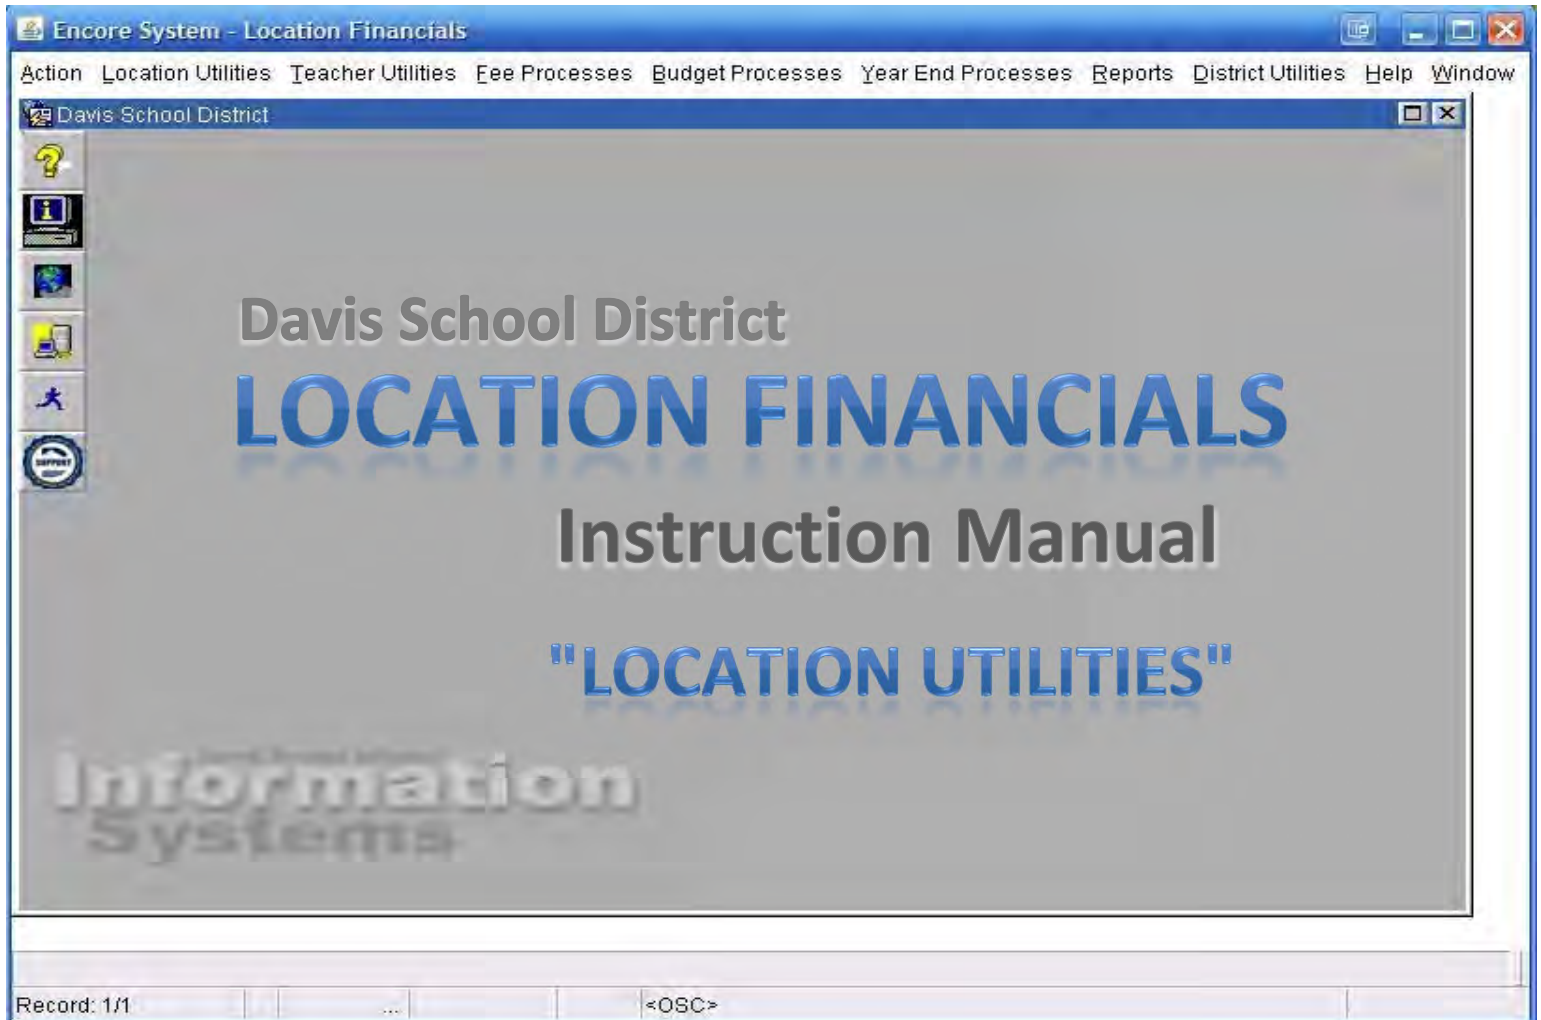 Encore System - Location Financials
Action Location Utilities Teacher Utilities Fee Processes Budget Processes Year End Processes Reports District Utilities Help Window
Davis School District
Davis School District
LOCATION FINANCIALS
Instruction Manual
"LOCATION UTILITIES"
Information
Systems
SUPPORT
Record: 1/1 ... <OSC>